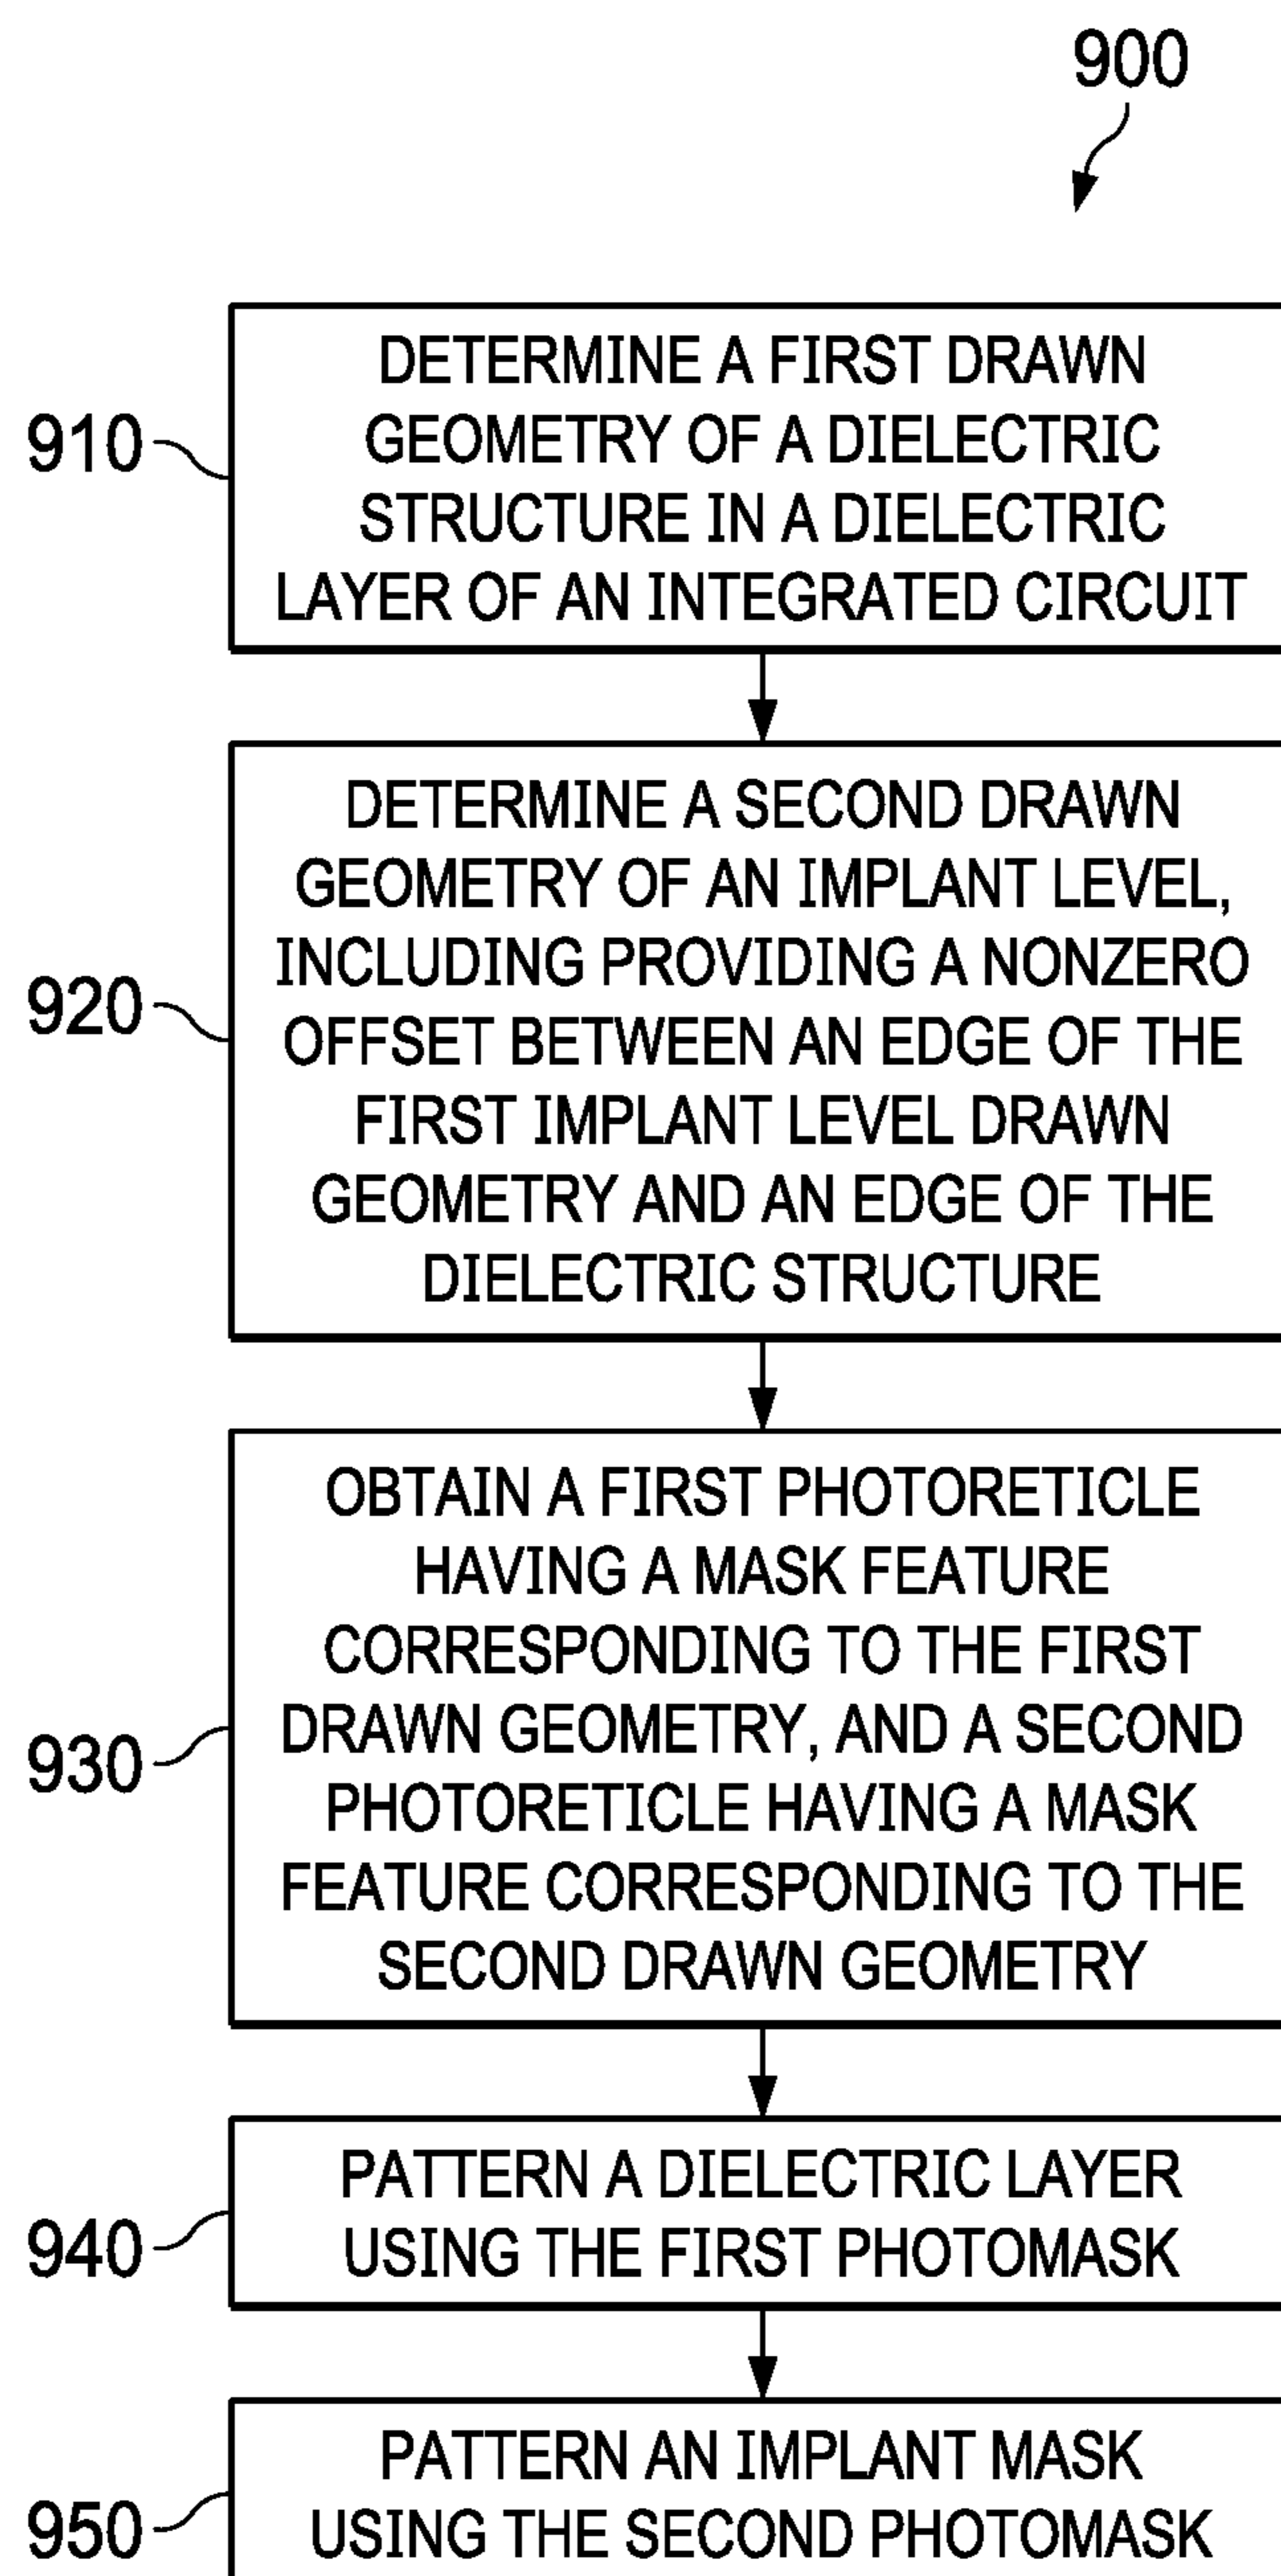 900
910
DETERMINE A FIRST DRAWN
GEOMETRY OF A DIELECTRIC
STRUCTURE IN A DIELECTRIC
LAYER OF AN INTEGRATED CIRCUIT
920
DETERMINE A SECOND DRAWN
GEOMETRY OF AN IMPLANT LEVEL,
INCLUDING PROVIDING A NONZERO
OFFSET BETWEEN AN EDGE OF THE
FIRST IMPLANT LEVEL DRAWN
GEOMETRY AND AN EDGE OF THE
DIELECTRIC STRUCTURE
930
OBTAIN A FIRST PHOTORETICLE
HAVING A MASK FEATURE
CORRESPONDING TO THE FIRST
DRAWN GEOMETRY, AND A SECOND
PHOTORETICLE HAVING A MASK
FEATURE CORRESPONDING TO THE
SECOND DRAWN GEOMETRY
940
PATTERN A DIELECTRIC LAYER
USING THE FIRST PHOTOMASK
950
PATTERN AN IMPLANT MASK
USING THE SECOND PHOTOMASK